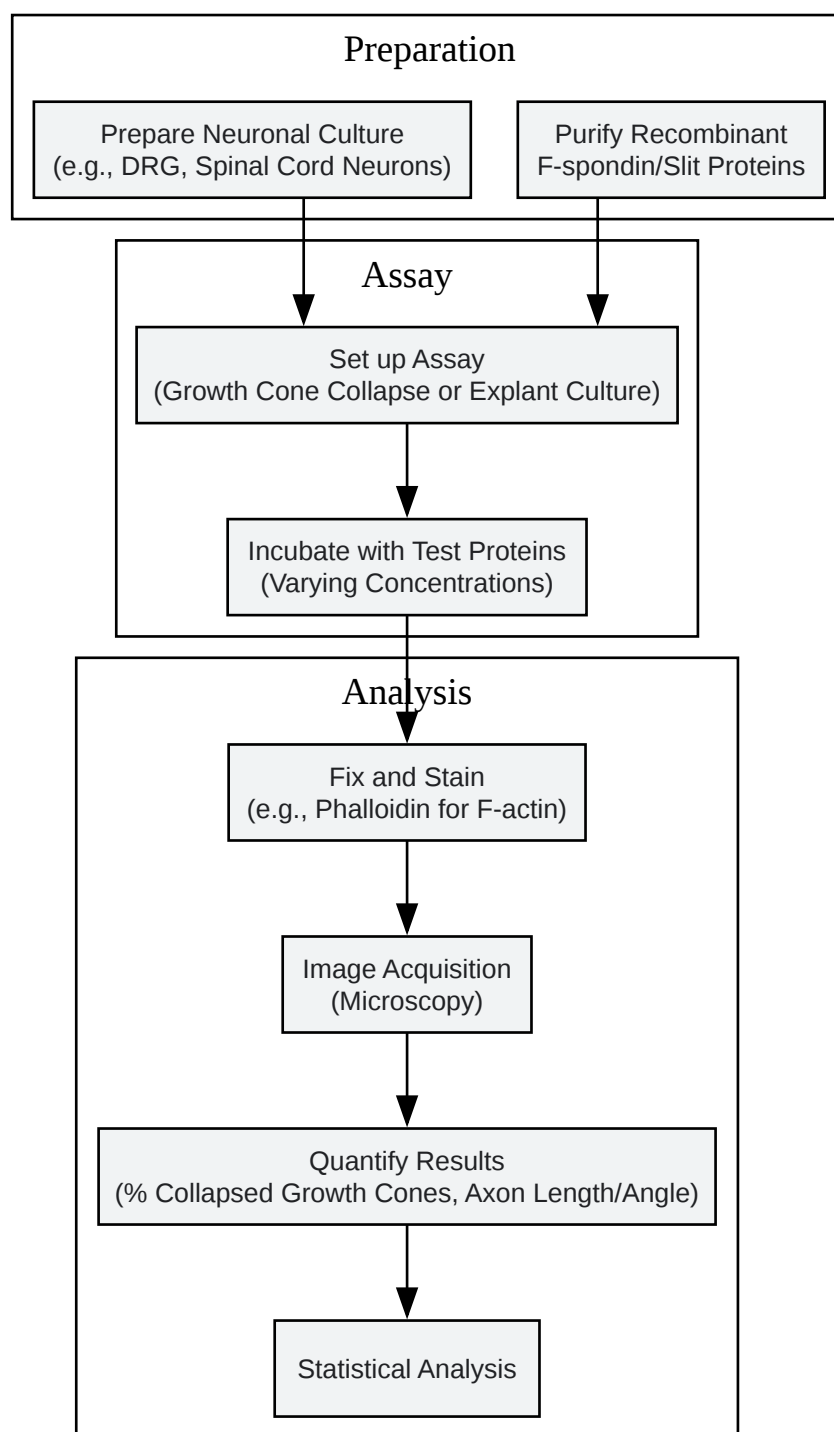 Preparation
Prepare Neuronal Culture
(e.g., DRG, Spinal Cord Neurons)
Purify Recombinant
F-spondin/Slit Proteins
Assay
Set up Assay
(Growth Cone Collapse or Explant Culture)
Incubate with Test Proteins
(Varying Concentrations)
Analysis
Fix and Stain
(e.g., Phalloidin for F-actin)
Image Acquisition
(Microscopy)
Quantify Results
(% Collapsed Growth Cones, Axon Length/Angle)
Statistical Analysis